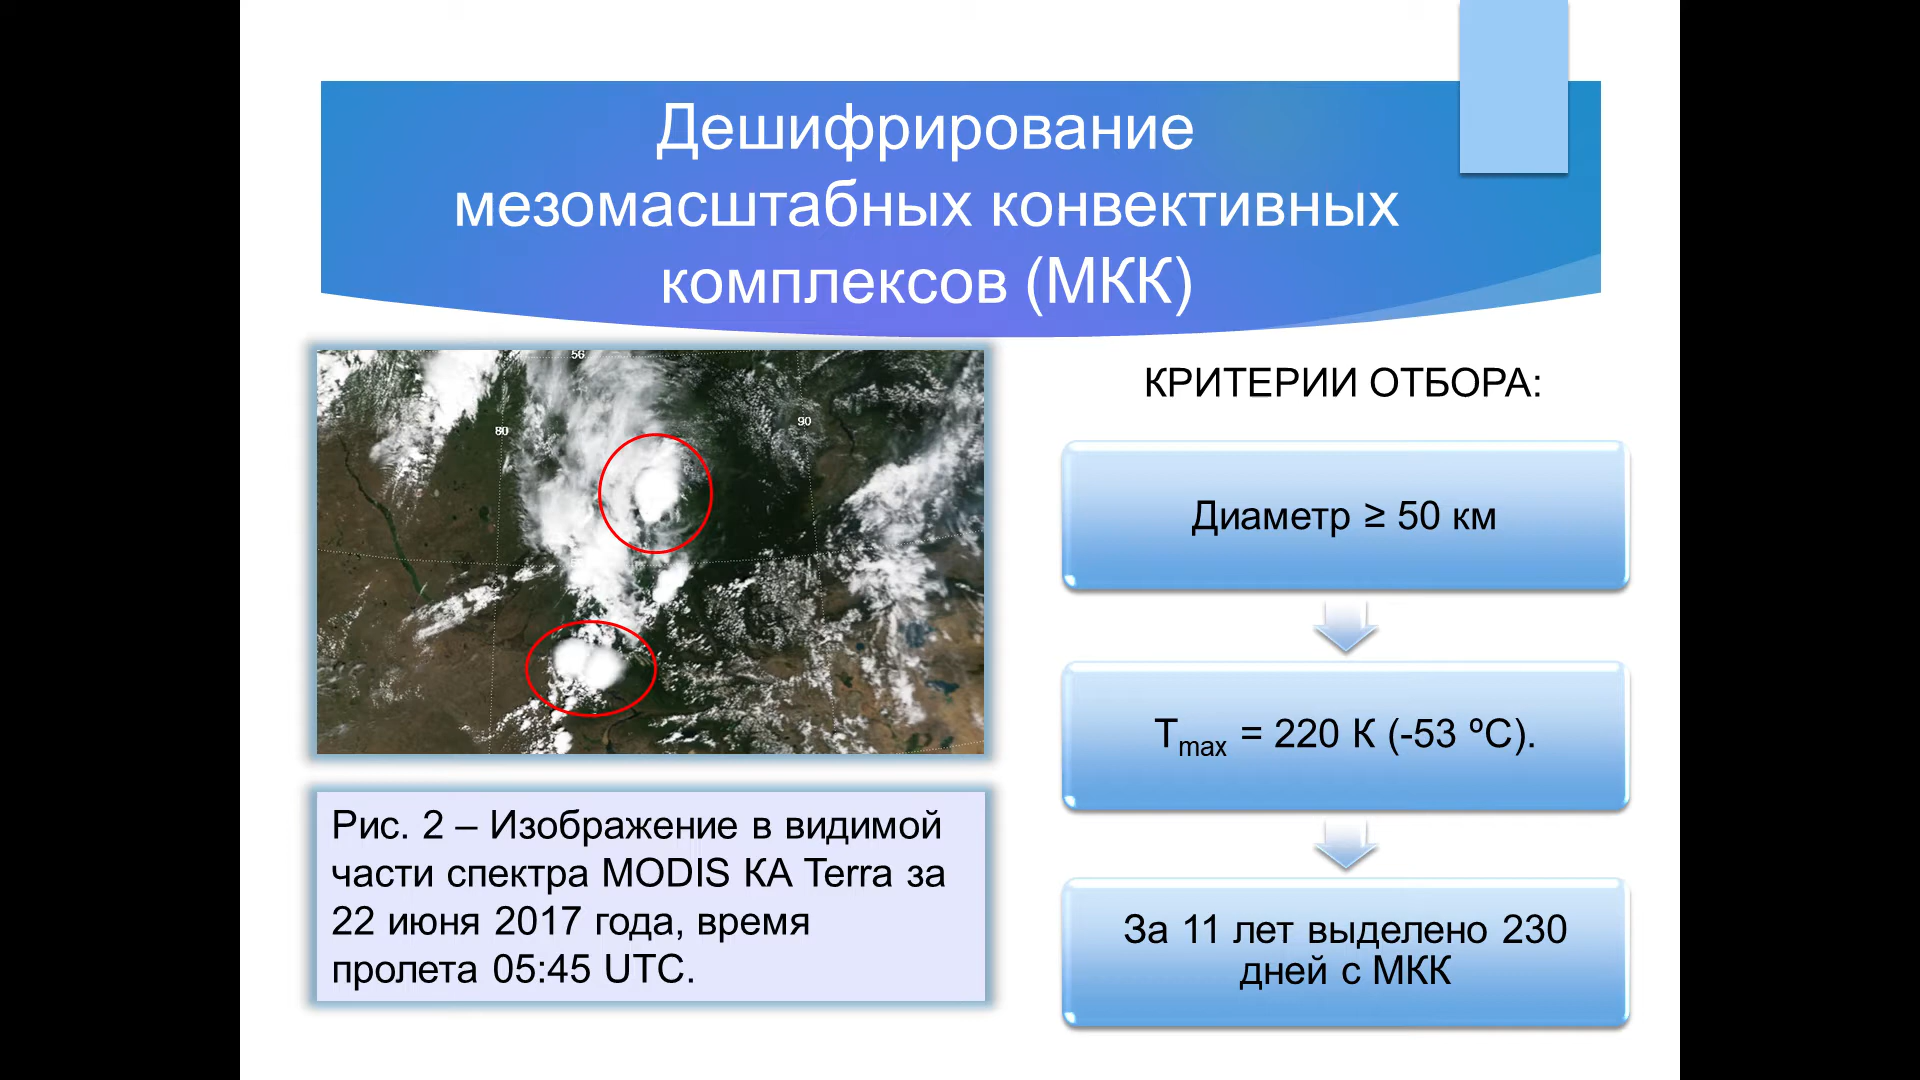 Дешифрирование
мезомасштабных конвективных
комплексов (МКК)
56
80
90
КРИТЕРИИ ОТБОРА:
Диаметр ≥ 50 км
Tmax = 220 К (-53 ºС).
За 11 лет выделено 230
дней с МКК
Рис. 2 – Изображение в видимой
части спектра MODIS КА Terra за
22 июня 2017 года, время
пролета 05:45 UTC.